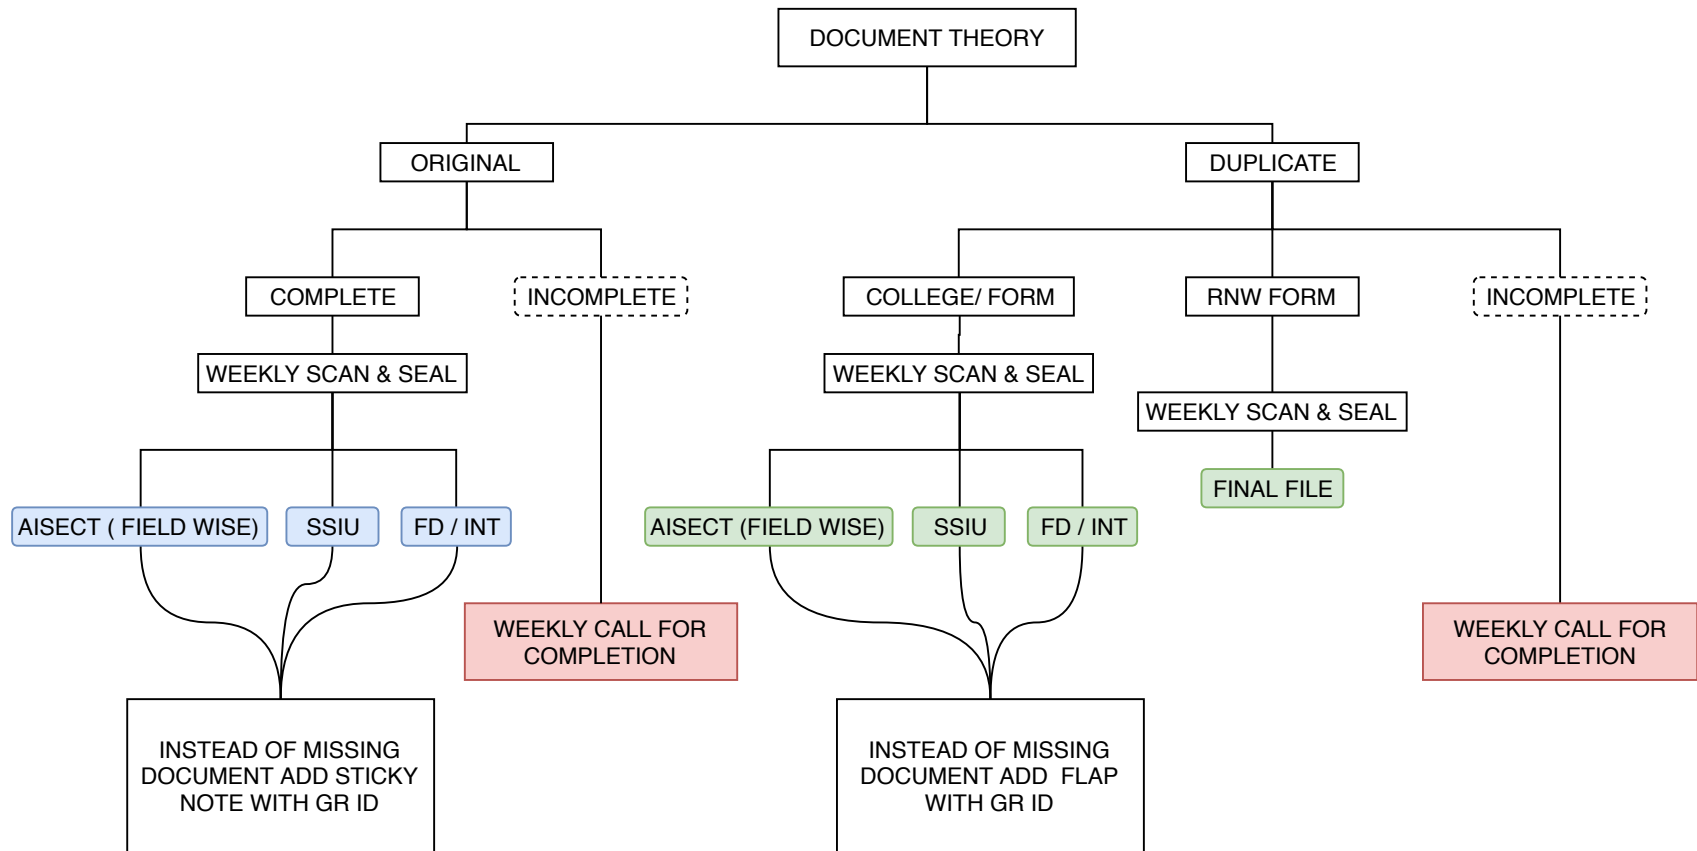 DOCUMENT THEORY
ORIGINAL
DUPLICATE
COMPLETE
INCOMPLETE
COLLEGE/ FORM
RNW FORM
INCOMPLETE
WEEKLY SCAN & SEAL
WEEKLY SCAN & SEAL
WEEKLY SCAN & SEAL
FINAL FILE
AISECT ( FIELD WISE)
SSIU
FD / INT
AISECT (FIELD WISE)
SSIU
FD / INT
WEEKLY CALL FOR
COMPLETION
WEEKLY CALL FOR
COMPLETION
INSTEAD OF MISSING
DOCUMENT ADD STICKY
NOTE WITH GR ID
INSTEAD OF MISSING
DOCUMENT ADD  FLAP
WITH GR ID